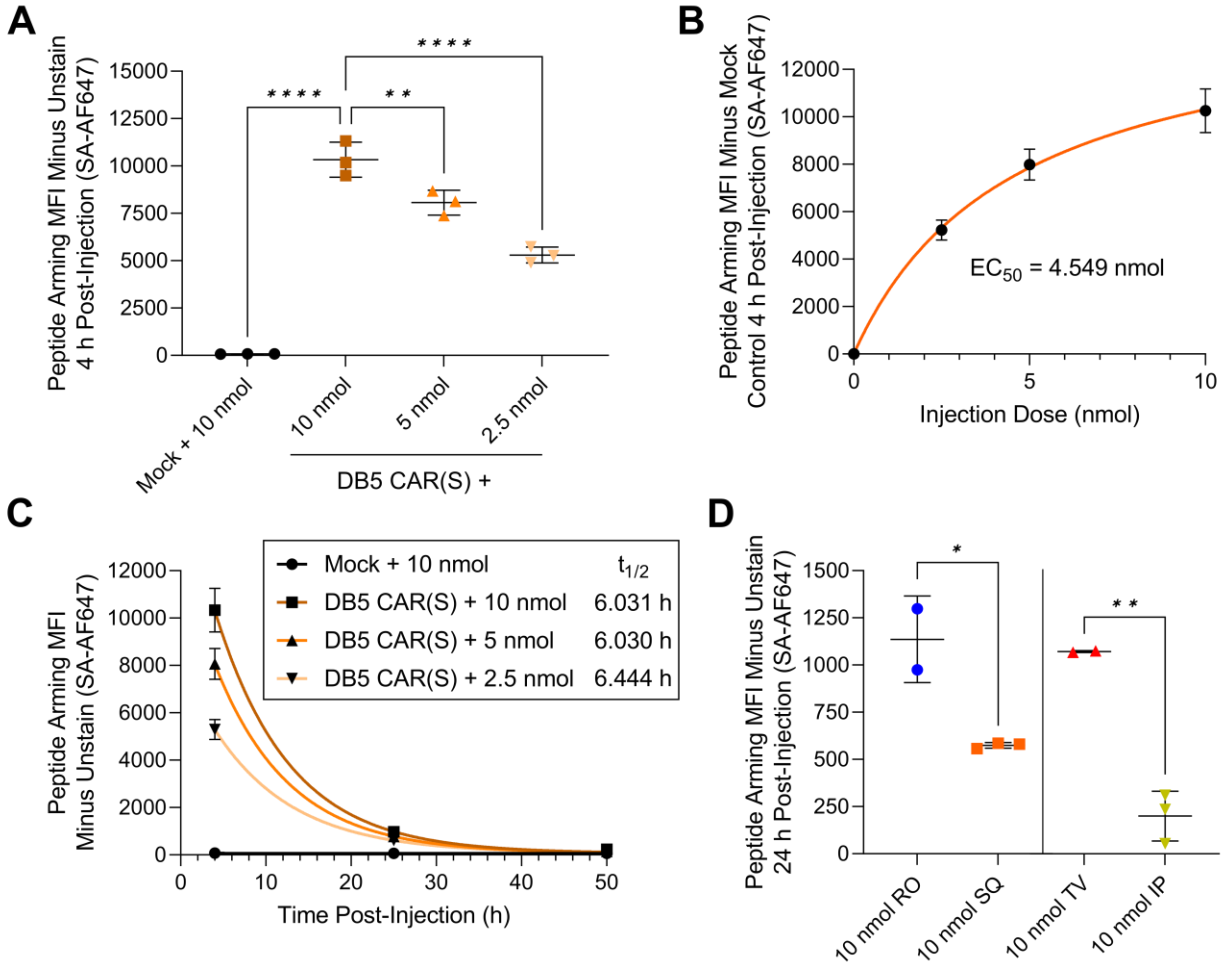 A
Peptide Arming MFI Minus Unstain
4 h Post-Injection (SA-AF647)
15000
12500
10000
7500
5000
2500
0
****
****
**
Mock + 10 nmol
10 nmol
5 nmol
2.5 nmol
DB5 CAR(S) +
B
Peptide Arming MFI Minus Mock
Control 4 h Post-Injection (SA-AF647)
12000
10000
8000
6000
4000
2000
0
EC50 = 4.549 nmol
0
5
10
Injection Dose (nmol)
C
Peptide Arming MFI
Minus Unstain (SA-AF647)
12000
10000
8000
6000
4000
2000
0
Mock + 10 nmol t1/2
DB5 CAR(S) + 10 nmol 6.031 h
DB5 CAR(S) + 5 nmol 6.030 h
DB5 CAR(S) + 2.5 nmol 6.444 h
0 10 20 30 40 50
Time Post-Injection (h)
D
Peptide Arming MFI Minus Unstain
24 h Post-Injection (SA-AF647)
1500
1250
1000
750
500
250
0
*
**
10 nmol RO
10 nmol SQ
10 nmol TV
10 nmol IP